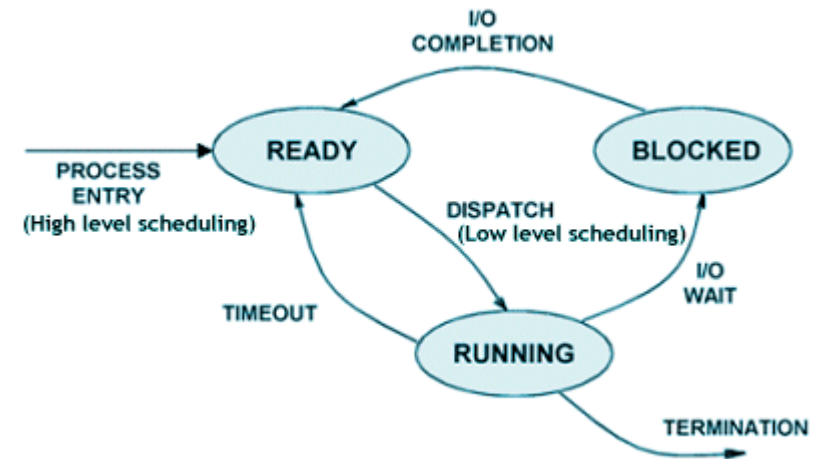 I/O
COMPLETION
READY
BLOCKED
PROCESS
ENTRY
(High level scheduling)
DISPATCH
(Low level scheduling)
I/O
WAIT
TIMEOUT
RUNNING
TERMINATION